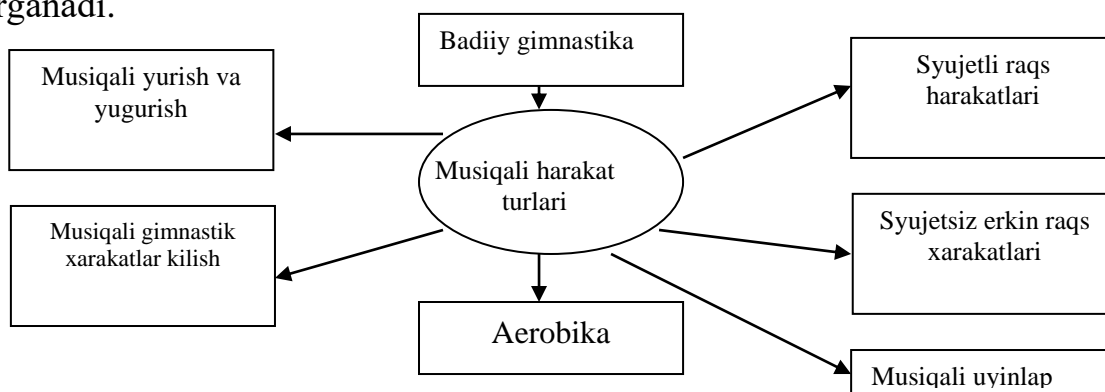 Badiiy gimnastika
Musiqali yurish va
yugurish
Syujetli raqs
harakatlari
Musiqali harakat
turlari
Musiqali gimnastik
xarakatlar kilish
Syujetsiz erkin raqs
xarakatlari
Aerobika
Musiqali uyinlap